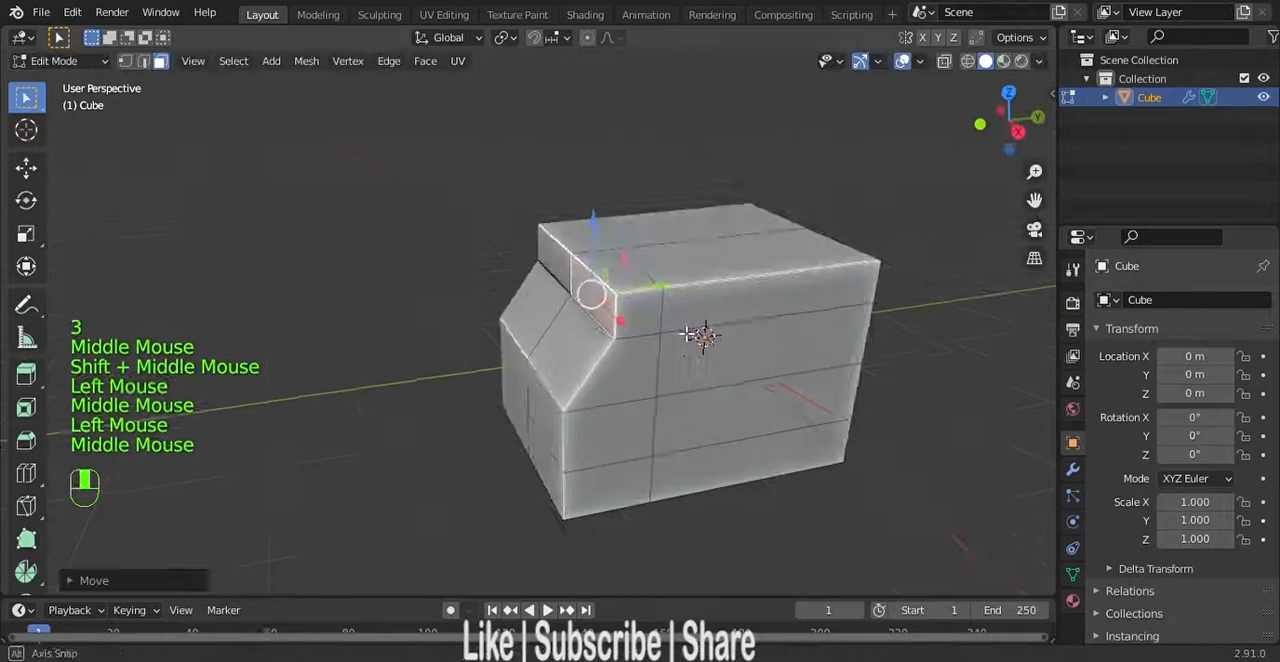 File Edit Render Window Help Layout Modeling Sculpting UV Editing Texture Paint Shading Animation Rendering Compositing Scripting + Scene View Layer
Global X Y Z Options
Edit Mode View Select Add Mesh Vertex Edge Face UV
User Perspective
(1) Cube
Z
Y
X
Scene Collection
Collection
Cube
Cube
Cube
Transform
Location X 0 m
Y 0 m
Z 0 m
Rotation X 0°
Y 0°
Z 0°
Mode XYZ Euler
Scale X 1.000
Y 1.000
Z 1.000
Delta Transform
Relations
Collections
Instancing
3
Middle Mouse
Shift + Middle Mouse
Left Mouse
Middle Mouse
Left Mouse
Middle Mouse
Move
Playback Keying View Marker 1 Start 1 End 250
1
Like | Subscribe | Share
Alt Axis Snap 2.91.0